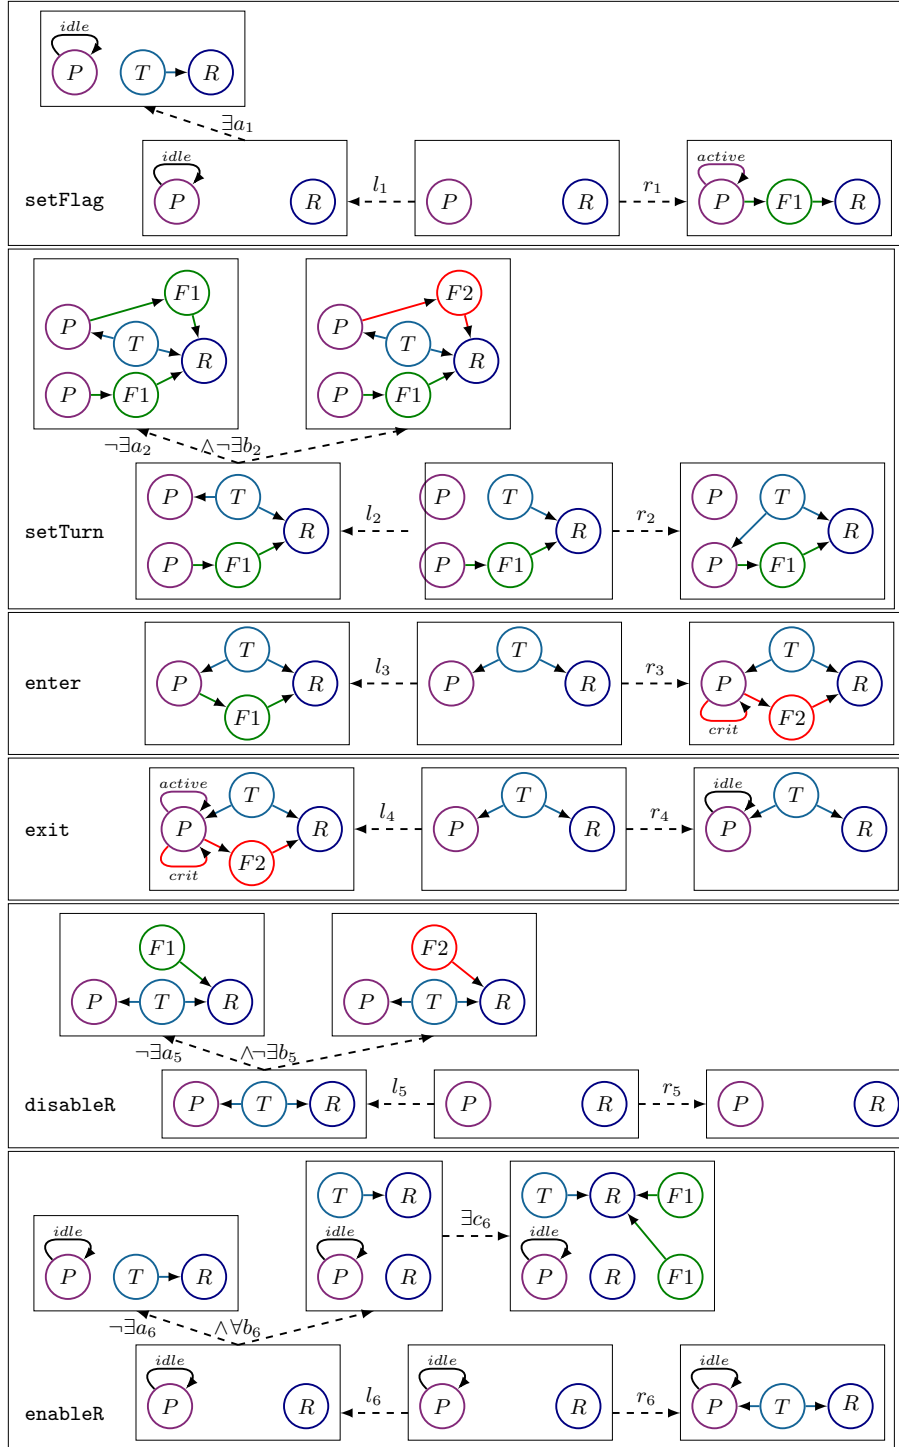 idle
P T R
∃a₁
idle
P R
l₁
P R
r₁
active
P F1 R
setFlag
F1
P
T
R
P F1
F2
P
T
R
P F1
¬∃a₂ ∧¬∃b₂
P T
R
P F1
l₂
P T
R
P F1
r₂
P T
R
P F1
setTurn
T
P R
F1
l₃
T
P R
r₃
T
P R
F2
crit
enter
active
T
P R
F2
crit
l₄
T
P R
r₄
idle
T
P R
exit
F1
P T R
F2
P T R
¬∃a₅ ∧¬∃b₅
P T R
l₅
P R
r₅
P R
disableR
idle
P T R
T R
idle
P R
∃c₆
T R F1
idle
P R F1
¬∃a₆ ∧∀b₆
idle
P R
l₆
idle
P R
r₆
idle
P T R
enableR